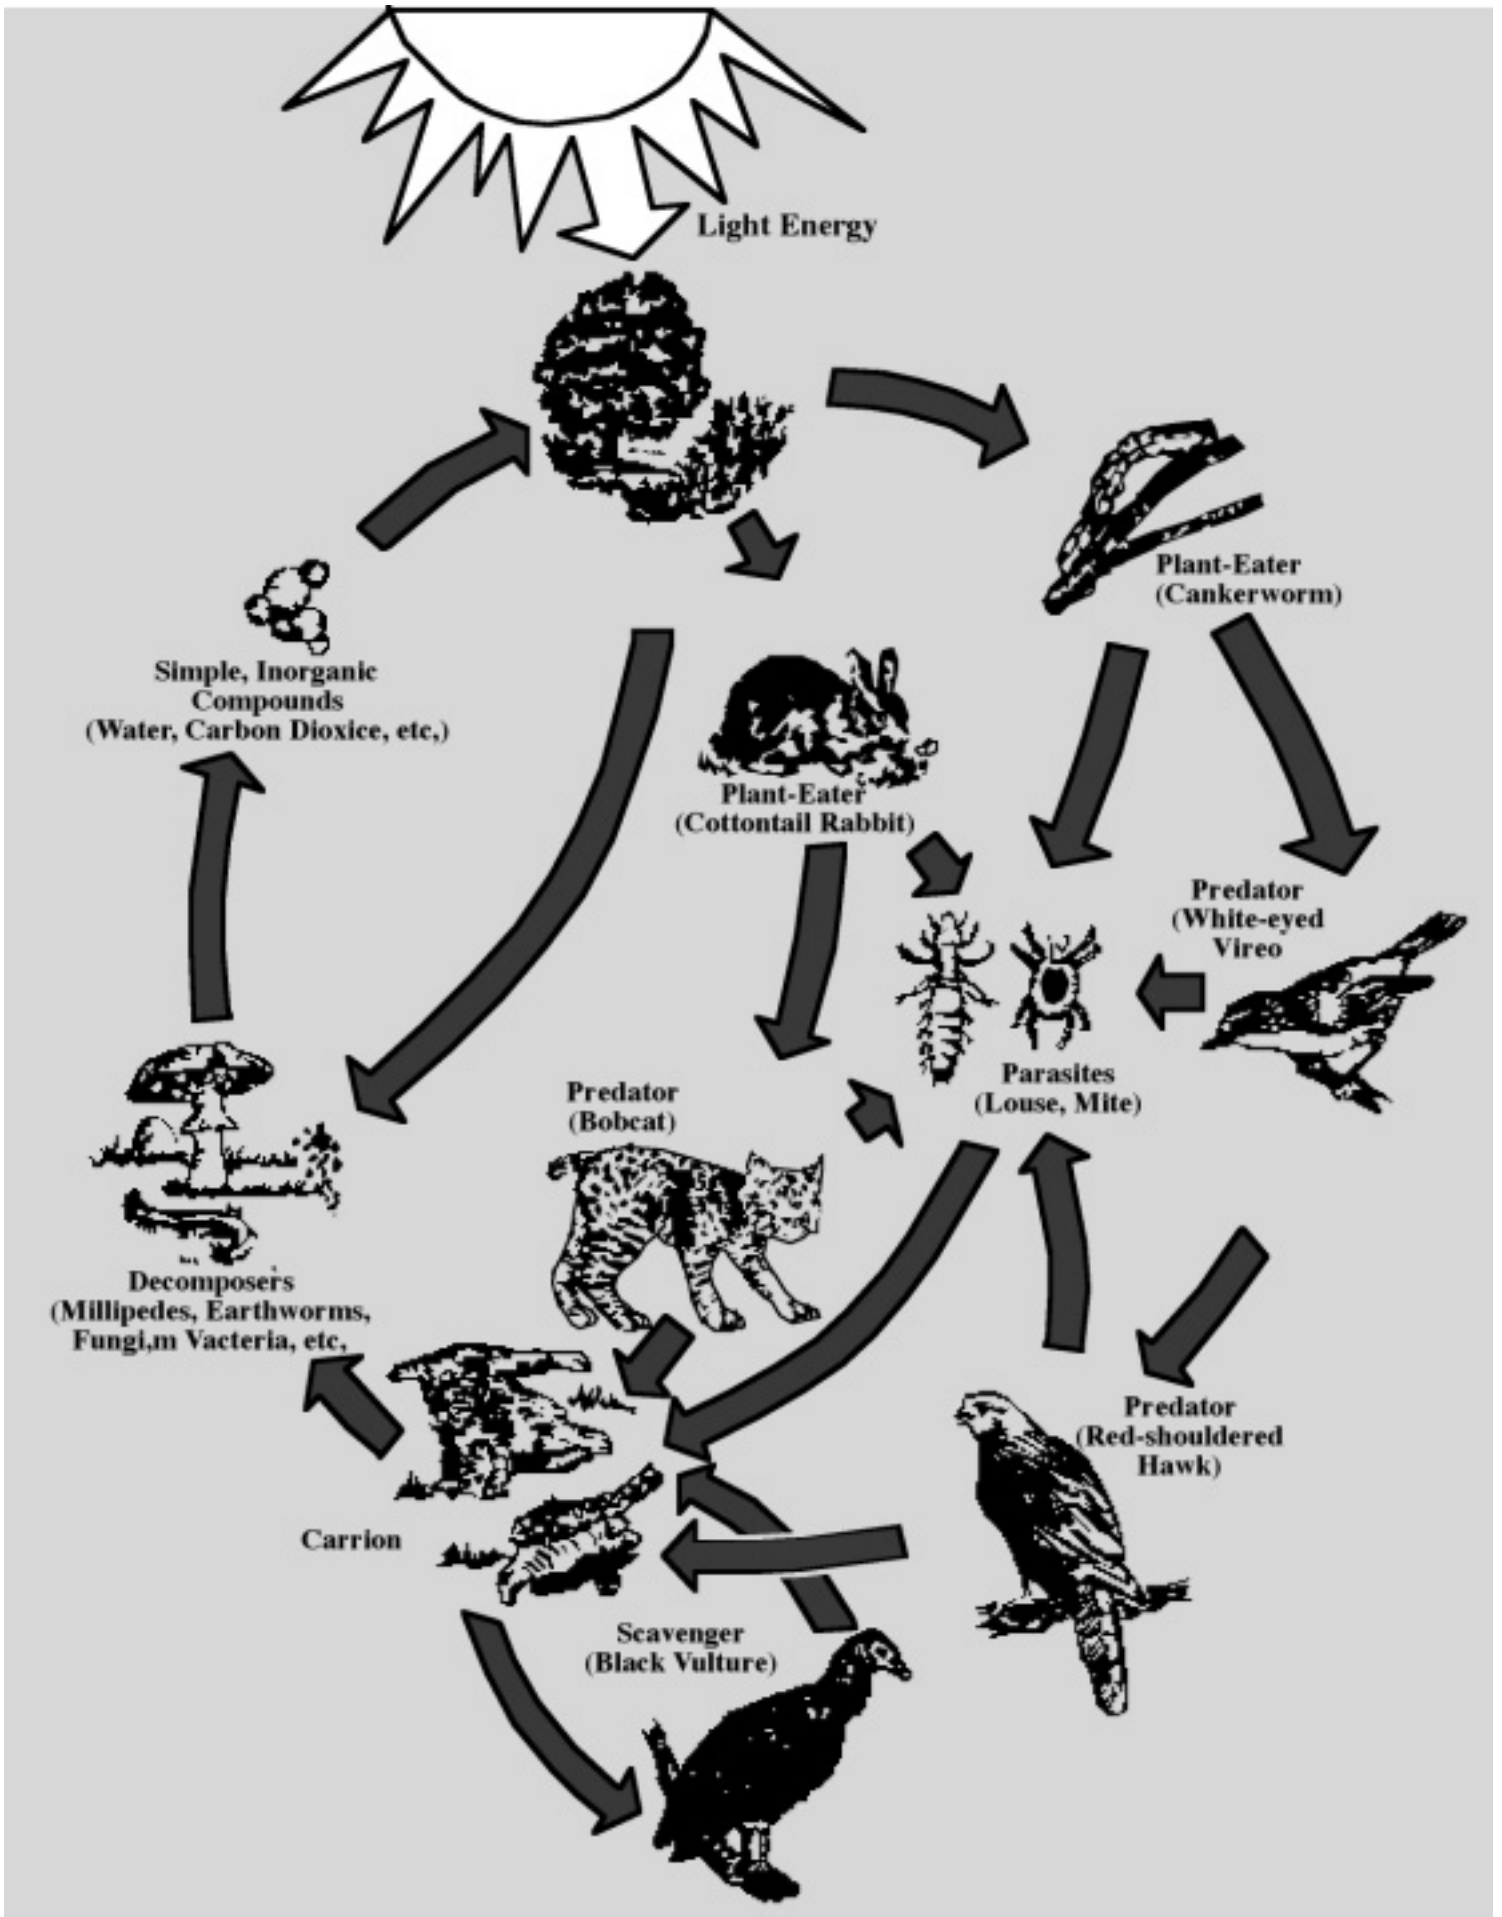 Light Energy
Plant-Eater
(Cankerworm)
Simple, Inorganic
Compounds
(Water, Carbon Dioxice, etc,)
Plant-Eater
(Cottontail Rabbit)
Predator
(White-eyed
Vireo
Parasites
(Louse, Mite)
Predator
(Bobcat)
Decomposers
(Millipedes, Earthworms,
Fungi,m Vacteria, etc,
Predator
(Red-shouldered
Hawk)
Carrion
Scavenger
(Black Vulture)